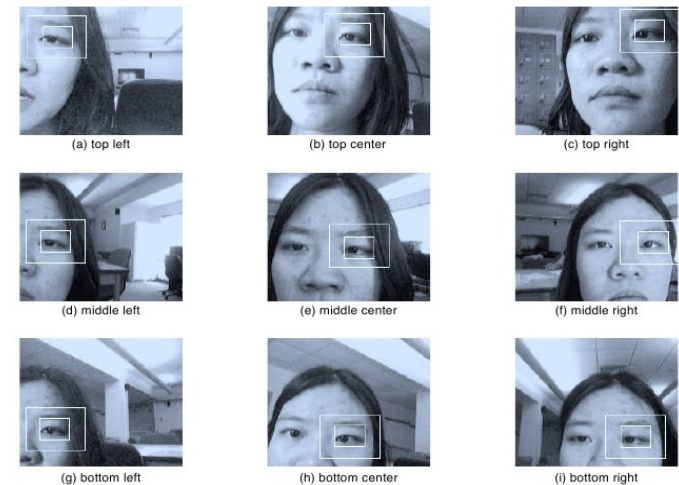 (a) top left
(b) top center
(c) top right
(d) middle left
(e) middle center
(f) middle right
(g) bottom left
(h) bottom center
(i) bottom right